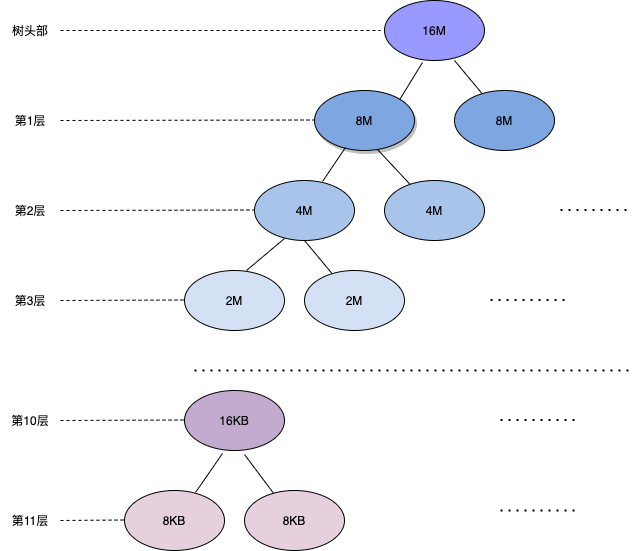 树头部 16M
第1层 8M 8M
第2层 4M 4M
第3层 2M 2M
第10层 16KB
第11层 8KB 8KB